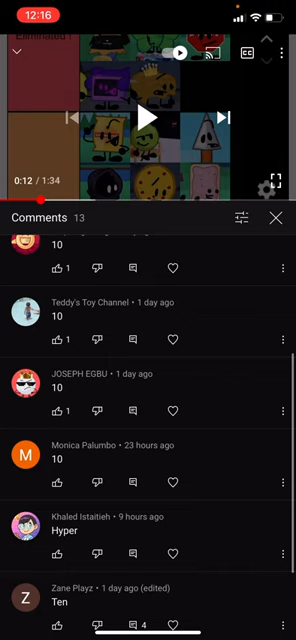 12:16
Eliminated !
CC
0:12 / 1:34
Comments 13
10
1
Teddy's Toy Channel • 1 day ago
10
1
JOSEPH EGBU • 1 day ago
10
1
M
Monica Palumbo • 23 hours ago
10
Khaled Istaitieh • 9 hours ago
Hyper
Z
Zane Playz • 1 day ago (edited)
Ten
4